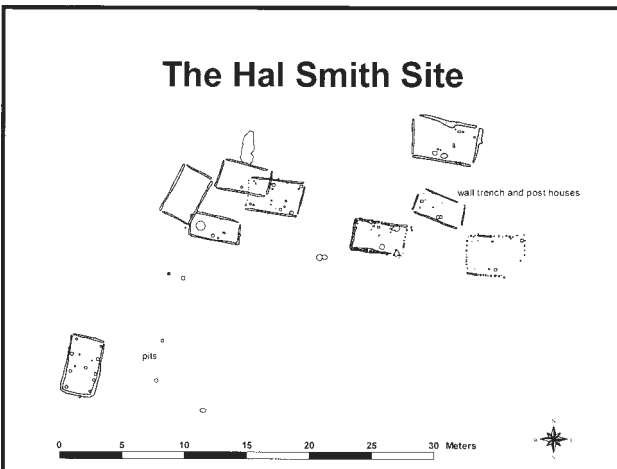 The Hal Smith Site
wall trench and post houses
pits
0 5 10 15 20 25 30 Meters